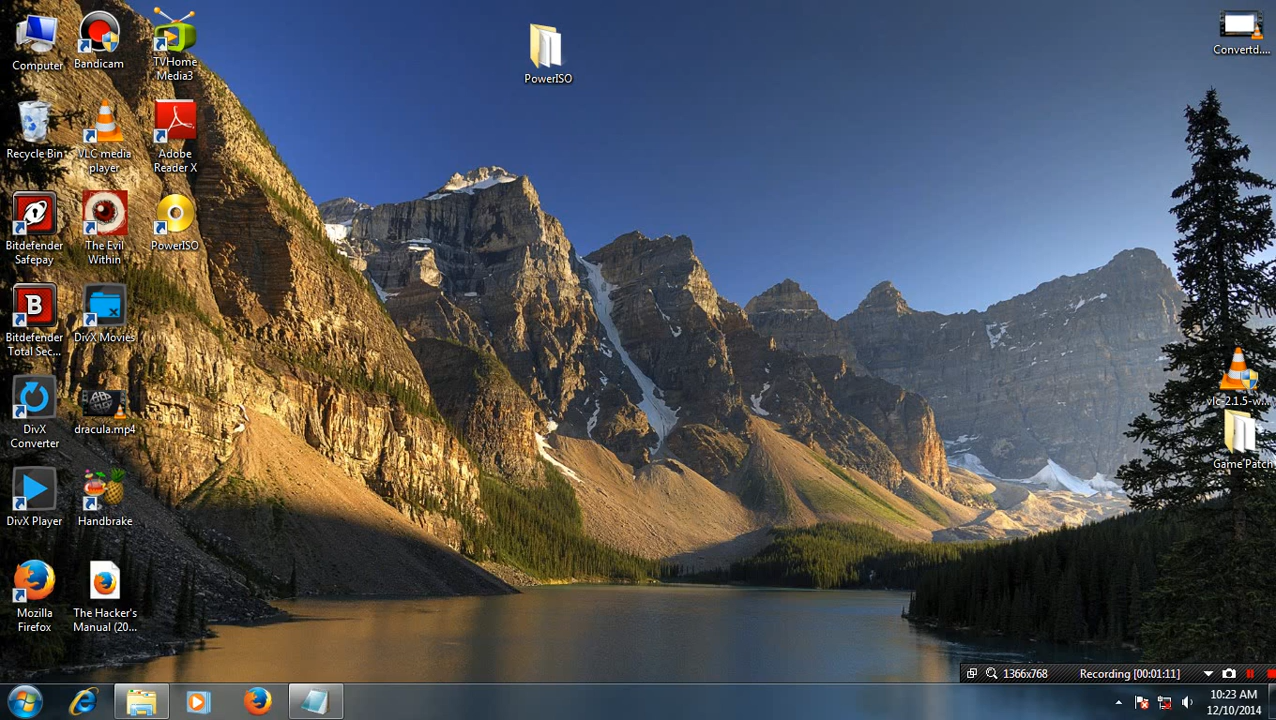 Computer
Bandicam
TVHome
Media3
PowerISO
Convertd....
Recycle Bin
VLC media
player
Adobe
Reader X
Bitdefender
Safepay
The Evil
Within
PowerISO
Bitdefender
Total Sec...
DivX Movies
DivX
Converter
dracula.mp4
vlc-2.1.5-w...
Game Patch
DivX Player
Handbrake
Mozilla
Firefox
The Hacker's
Manual (20...
1366x768
Recording [00:01:11]
10:23 AM
12/10/2014